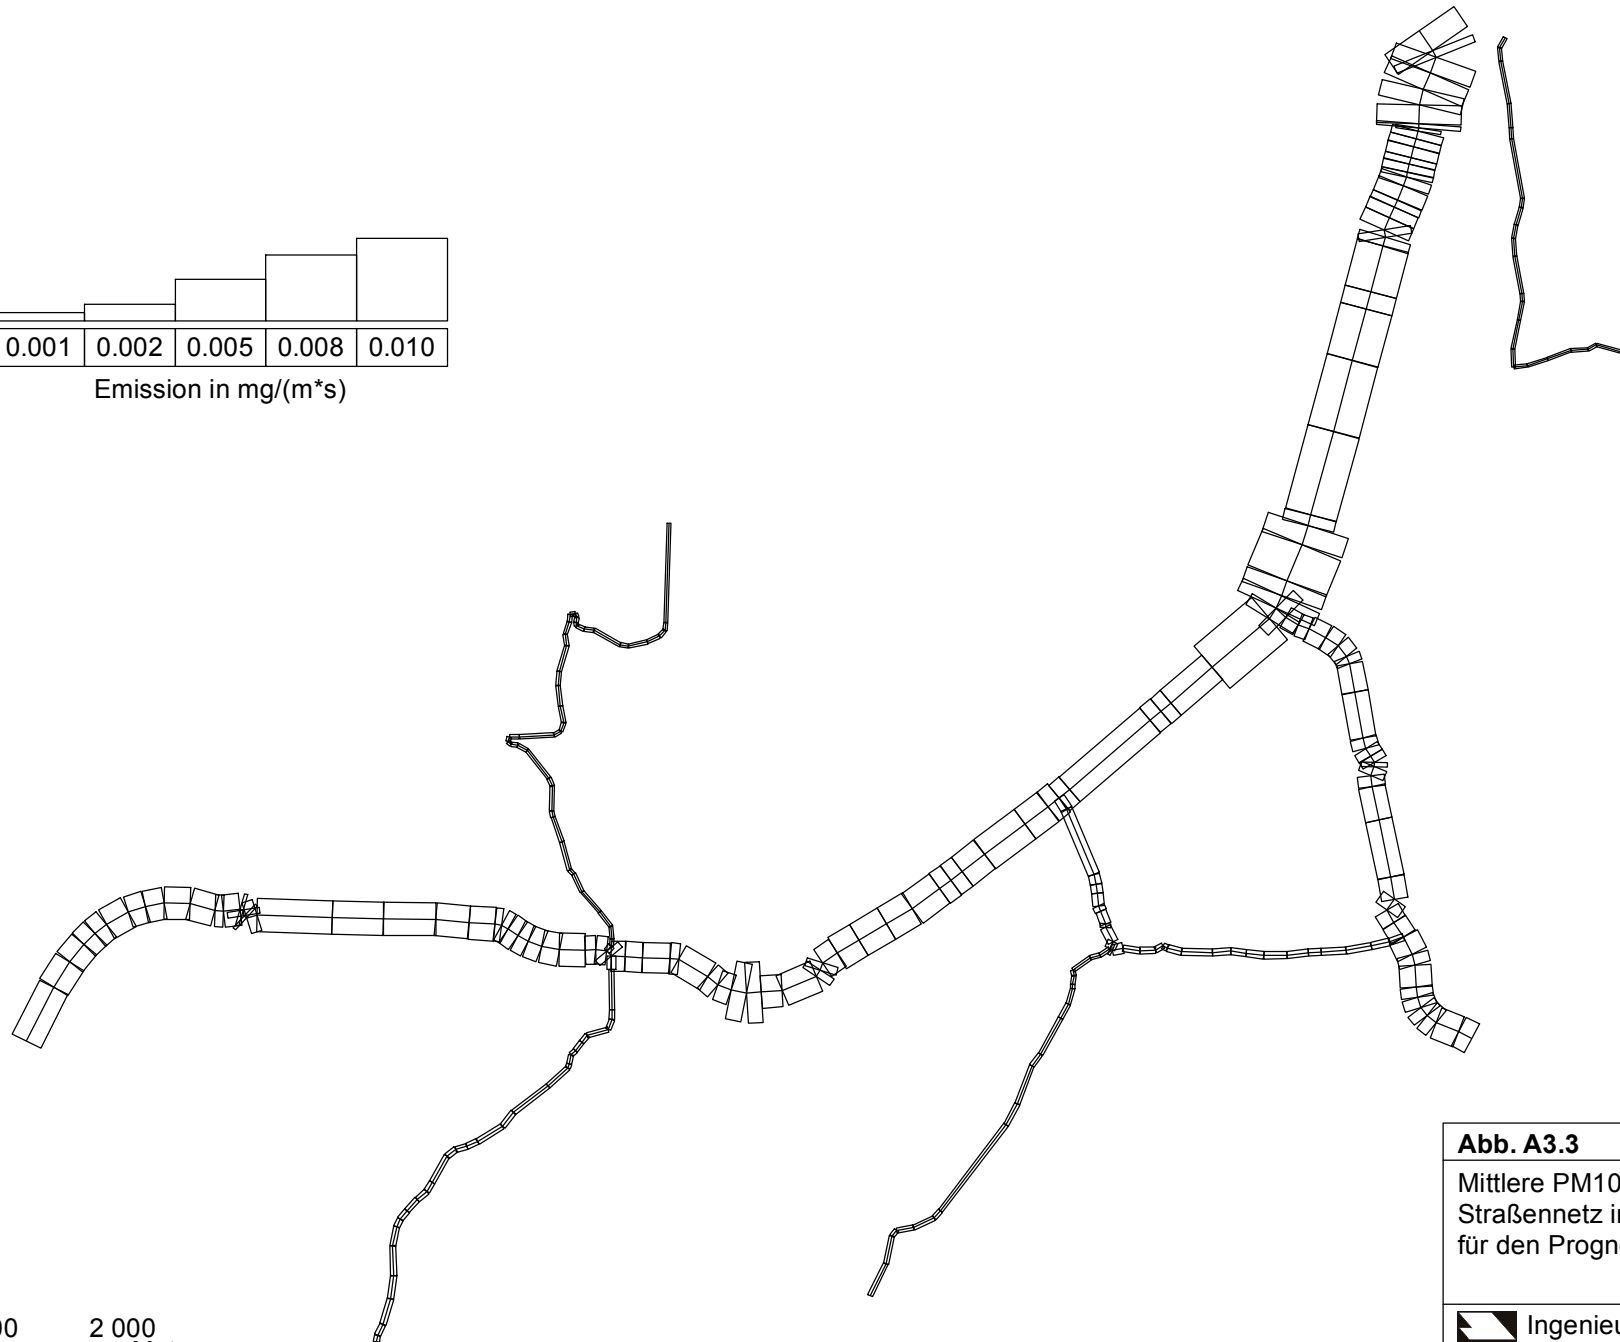 0.001 0.002 0.005 0.008 0.010
Emission in mg/(m*s)
Abb. A3.3
Mittlere PM10
Straßennetz i
für den Progn
Ingenieu
00 2 000